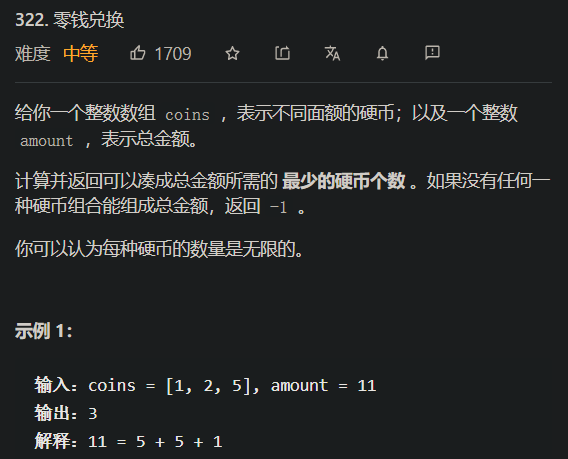 322. 零钱兑换
难度 中等 1709
给你一个整数数组 coins ，表示不同面额的硬币；以及一个整数
amount ，表示总金额。
计算并返回可以凑成总金额所需的 最少的硬币个数 。如果没有任何一
种硬币组合能组成总金额，返回 -1 。
你可以认为每种硬币的数量是无限的。
示例 1：
输入：coins = [1, 2, 5], amount = 11
输出：3
解释：11 = 5 + 5 + 1